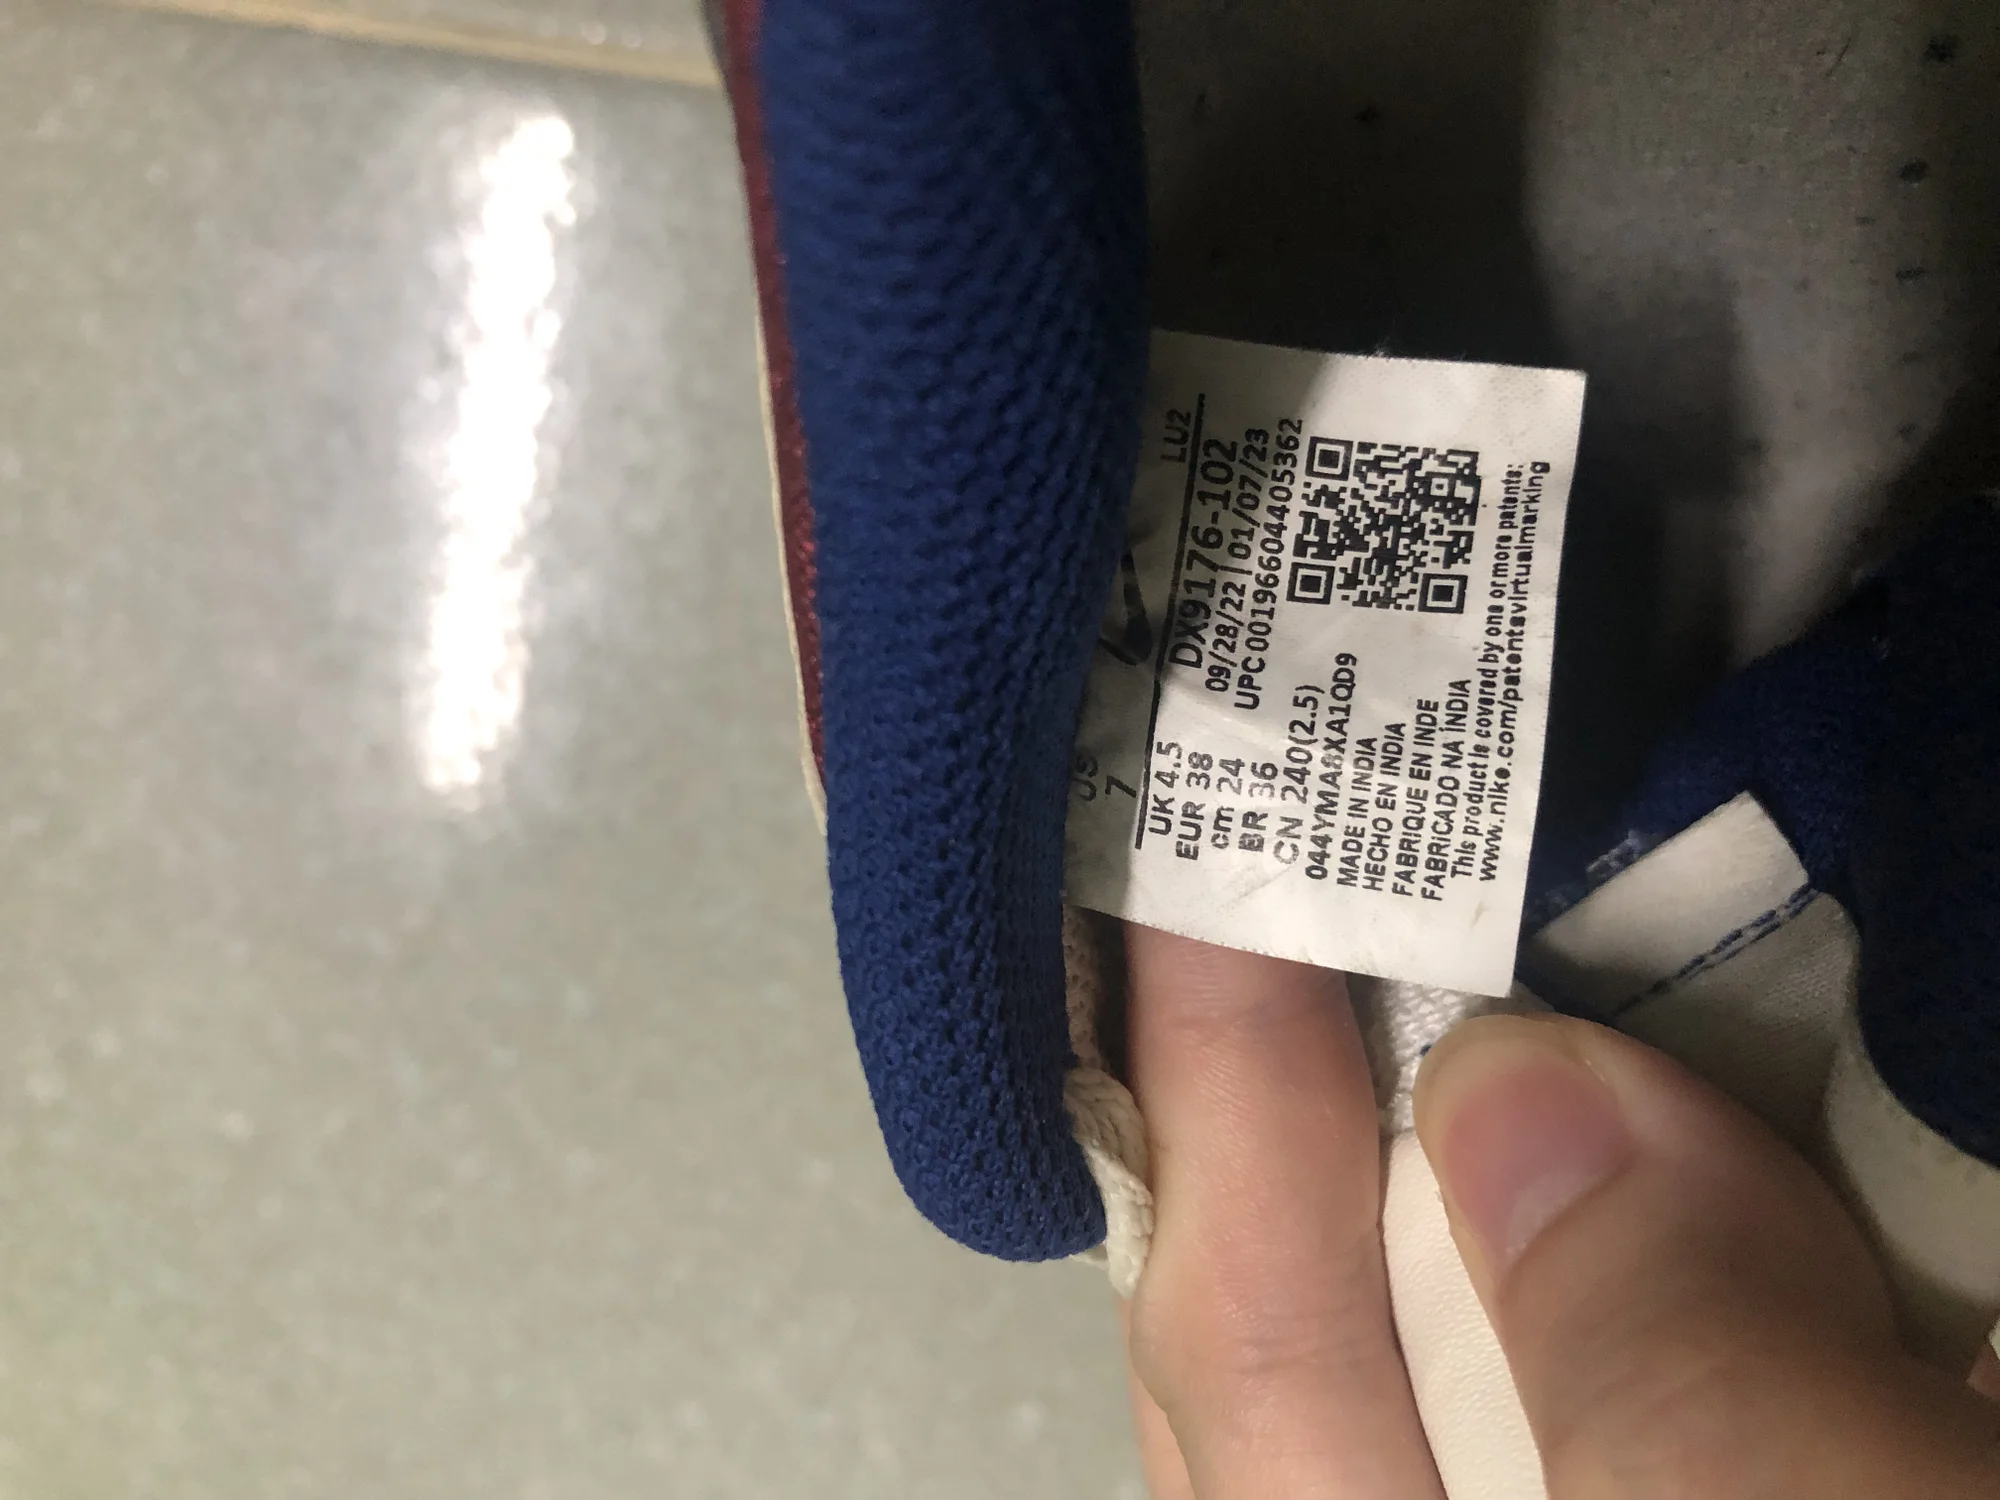 US
7
LU2
UK 4.5
DX9176-102
EUR 38
09/28/22 | 01/07/23
cm 24
UPC00196604405362
BR 36
CN 240(2.5)
044YMA8XA1QD9
MADE IN INDIA
HECHO EN INDIA
FABRIQUE EN INDE
FABRICADO NA ÍNDIA
This product is covered by one or more patents:
www.nike.com/patentsvirtualmarking